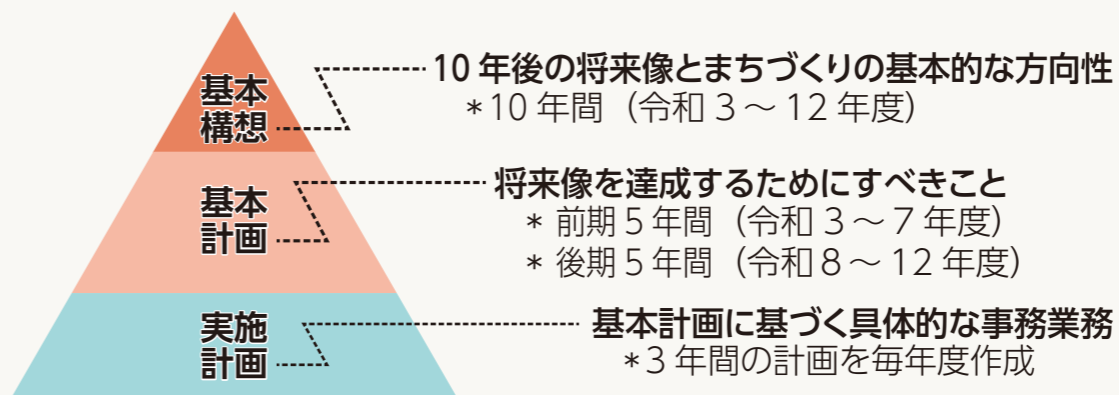 基本
構想
10 年後の将来像とまちづくりの基本的な方向性
*10 年間（令和 3 ～ 12 年度）
基本
計画
将来像を達成するためにすべきこと
* 前期 5 年間（令和 3 ～ 7 年度）
* 後期 5 年間（令和 8 ～ 12 年度）
実施
計画
基本計画に基づく具体的な事務業務
*3 年間の計画を毎年度作成